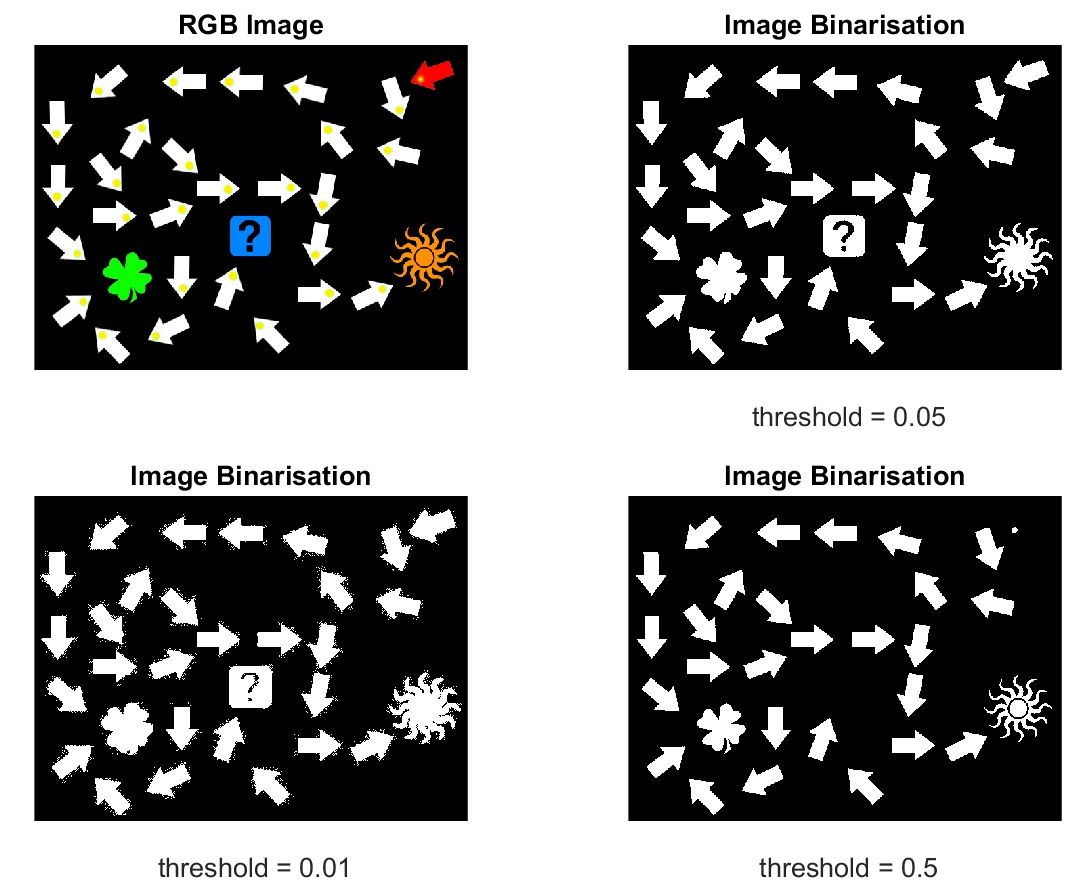 RGB Image
Image Binarisation
?
?
threshold = 0.05
Image Binarisation
Image Binarisation
?
threshold = 0.01
threshold = 0.5